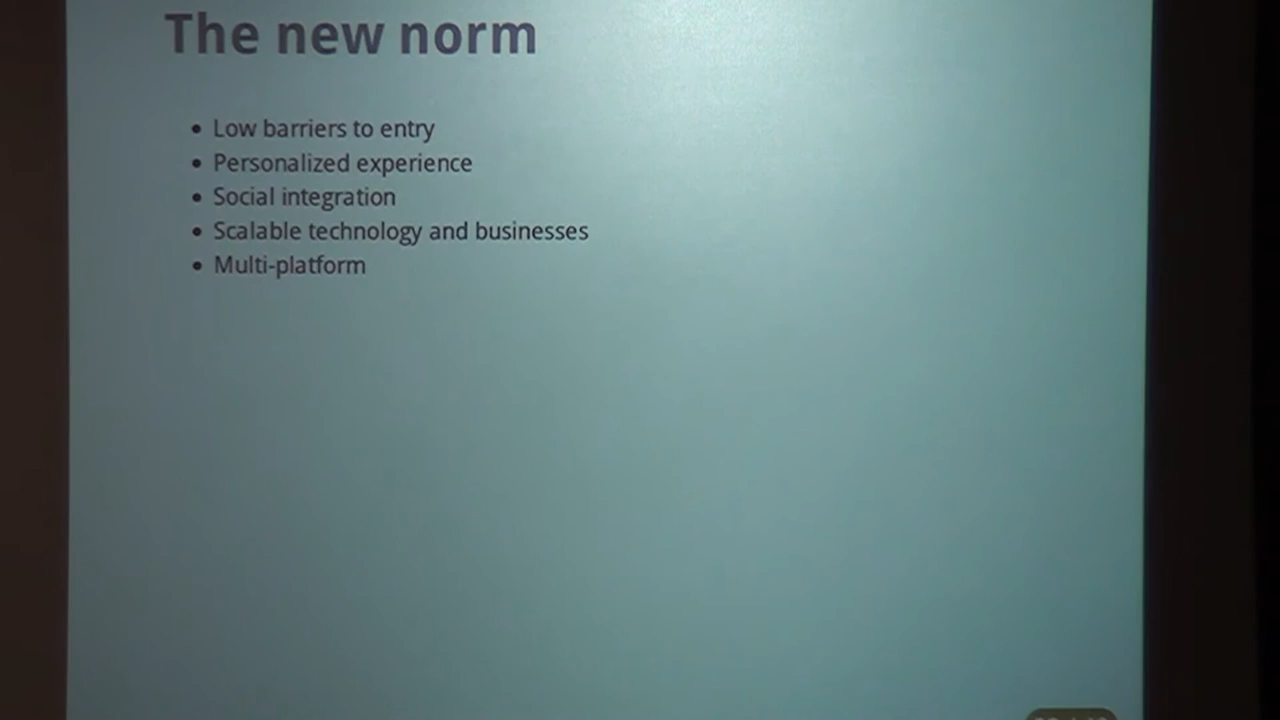 The new norm
Low barriers to entry
Personalized experience
Social integration
Scalable technology and businesses
Multi-platform